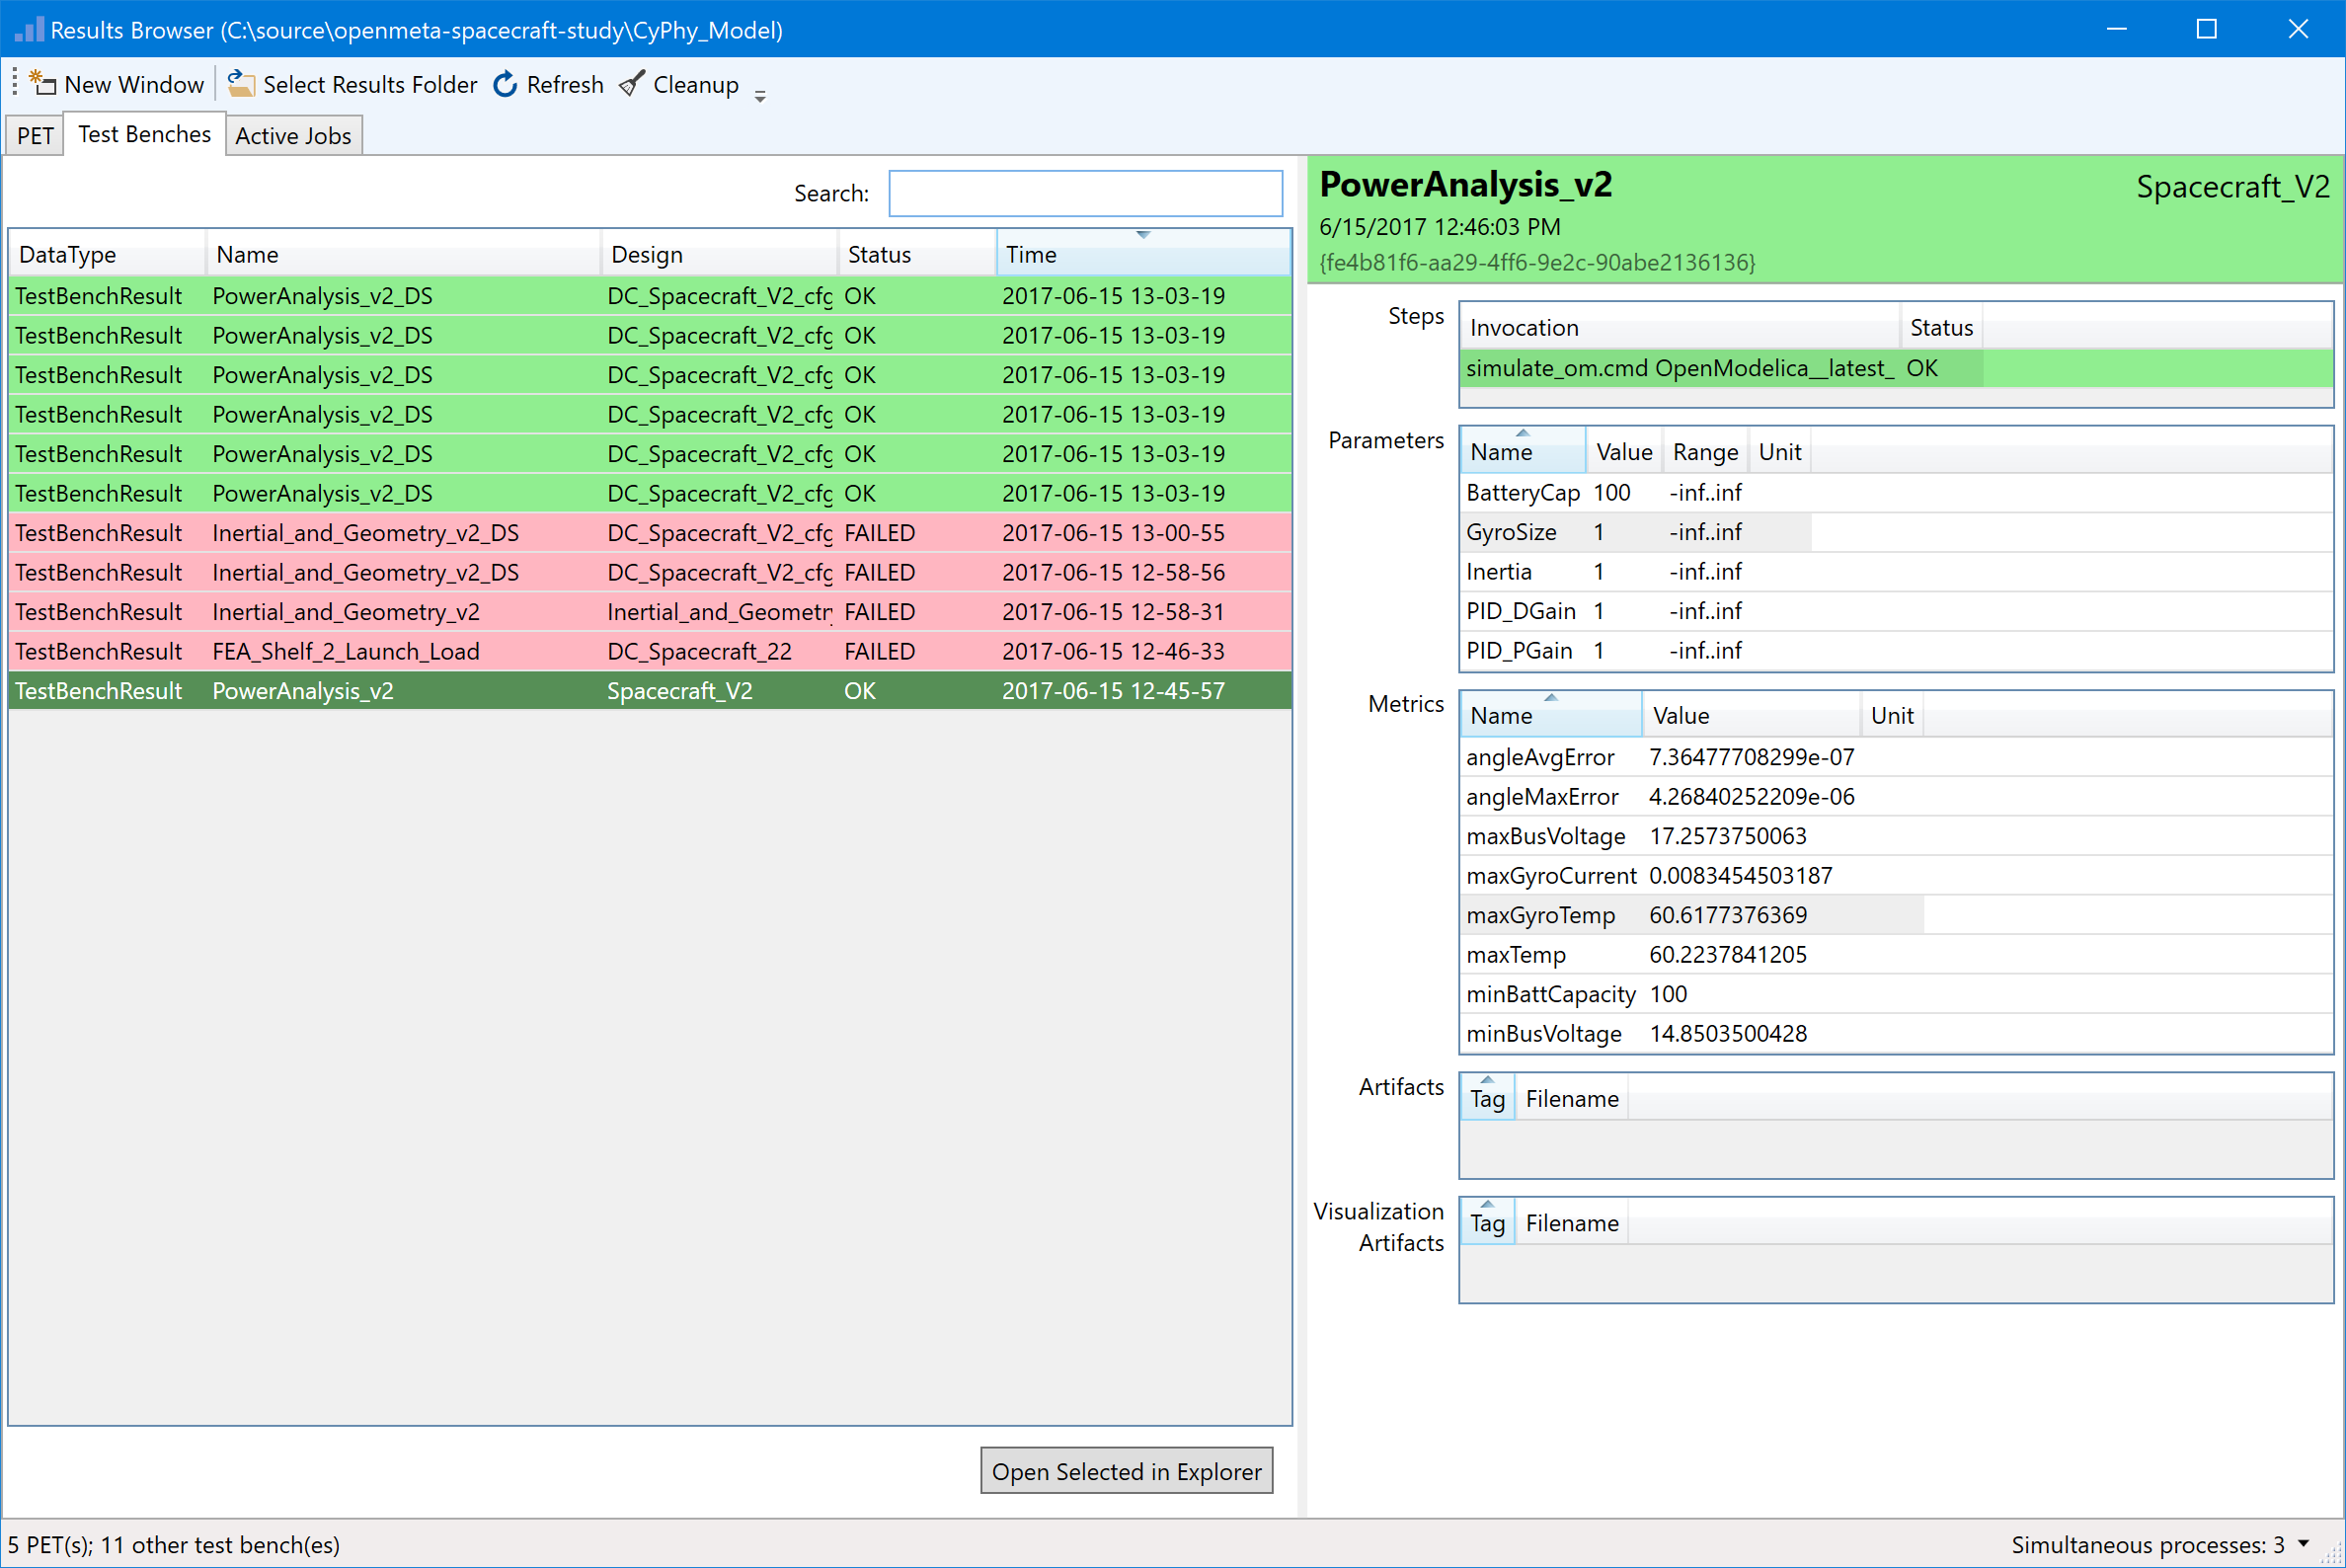 Results Browser (C:\source\openmeta-spacecraft-study\CyPhy_Model)
New Window Select Results Folder Refresh Cleanup
PET Test Benches Active Jobs
Search:
DataType Name Design Status Time
TestBenchResult PowerAnalysis_v2_DS DC_Spacecraft_V2_cfg OK 2017-06-15 13-03-19
TestBenchResult PowerAnalysis_v2_DS DC_Spacecraft_V2_cfg OK 2017-06-15 13-03-19
TestBenchResult PowerAnalysis_v2_DS DC_Spacecraft_V2_cfg OK 2017-06-15 13-03-19
TestBenchResult PowerAnalysis_v2_DS DC_Spacecraft_V2_cfg OK 2017-06-15 13-03-19
TestBenchResult PowerAnalysis_v2_DS DC_Spacecraft_V2_cfg OK 2017-06-15 13-03-19
TestBenchResult PowerAnalysis_v2_DS DC_Spacecraft_V2_cfg OK 2017-06-15 13-03-19
TestBenchResult Inertial_and_Geometry_v2_DS DC_Spacecraft_V2_cfg FAILED 2017-06-15 13-00-55
TestBenchResult Inertial_and_Geometry_v2_DS DC_Spacecraft_V2_cfg FAILED 2017-06-15 12-58-56
TestBenchResult Inertial_and_Geometry_v2 Inertial_and_Geometry FAILED 2017-06-15 12-58-31
TestBenchResult FEA_Shelf_2_Launch_Load DC_Spacecraft_22 FAILED 2017-06-15 12-46-33
TestBenchResult PowerAnalysis_v2 Spacecraft_V2 OK 2017-06-15 12-45-57
Open Selected in Explorer
PowerAnalysis_v2 Spacecraft_V2
6/15/2017 12:46:03 PM
{fe4b81f6-aa29-4ff6-9e2c-90abe2136136}
Steps
Invocation Status
simulate_om.cmd OpenModelica__latest_ OK
Parameters
Name Value Range Unit
BatteryCap 100 -inf..inf
GyroSize 1 -inf..inf
Inertia 1 -inf..inf
PID_DGain 1 -inf..inf
PID_PGain 1 -inf..inf
Metrics
Name Value Unit
angleAvgError 7.36477708299e-07
angleMaxError 4.26840252209e-06
maxBusVoltage 17.2573750063
maxGyroCurrent 0.0083454503187
maxGyroTemp 60.6177376369
maxTemp 60.2237841205
minBattCapacity 100
minBusVoltage 14.8503500428
Artifacts
Tag Filename
Visualization
Artifacts
Tag Filename
5 PET(s); 11 other test bench(es) Simultaneous processes: 3